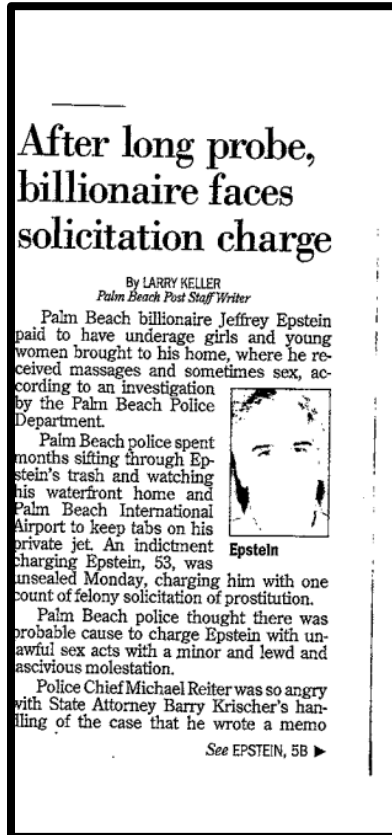 After long probe,
billionaire faces
solicitation charge
By LARRY KELLER
Palm Beach Post Staff Writer
Palm Beach billionaire Jeffrey Epstein
paid to have underage girls and young
women brought to his home, where he re-
ceived massages and sometimes sex, ac-
cording to an investigation
by the Palm Beach Police
Department.
Palm Beach police spent
months sifting through Ep-
stein's trash and watching
his waterfront home and
Palm Beach International
Airport to keep tabs on his
private jet. An indictment
charging Epstein, 53, was
unsealed Monday, charging him with one
count of felony solicitation of prostitution.
Palm Beach police thought there was
probable cause to charge Epstein with un-
awful sex acts with a minor and lewd and
ascivious molestation.
Police Chief Michael Reiter was so angry
with State Attorney Barry Krischer's han-
lling of the case that he wrote a memo
See EPSTEIN, 5B ▶
Epstein